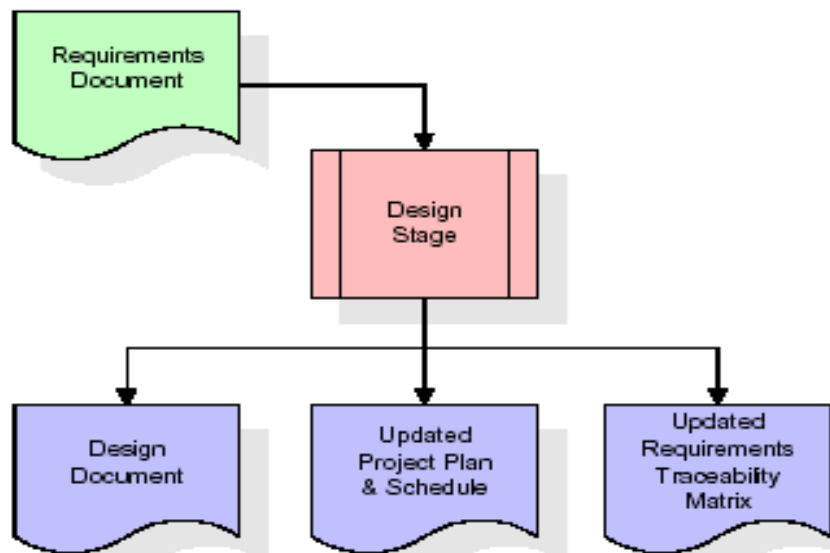 Requirements
Document
Design
Stage
Design
Document
Updated
Project Plan
& Schedule
Updated
Requirements
Traceability
Matrix